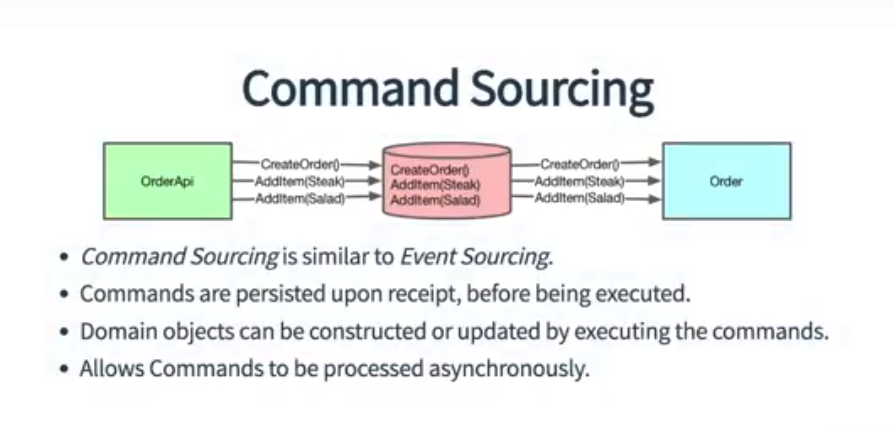 Command Sourcing
OrderApi
CreateOrder()
AddItem(Steak)
AddItem(Salad)
CreateOrder()
AddItem(Steak)
AddItem(Salad)
CreateOrder()
AddItem(Steak)
AddItem(Salad)
Order
• Command Sourcing is similar to Event Sourcing.
• Commands are persisted upon receipt, before being executed.
• Domain objects can be constructed or updated by executing the commands.
• Allows Commands to be processed asynchronously.